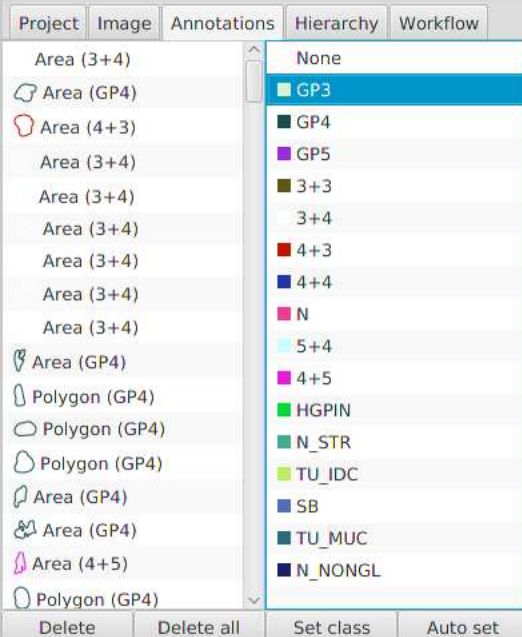 Project Image Annotations Hierarchy Workflow
Area (3+4)
Area (GP4)
Area (4+3)
Area (3+4)
Area (3+4)
Area (3+4)
Area (3+4)
Area (3+4)
Area (3+4)
Area (GP4)
Polygon (GP4)
Polygon (GP4)
Polygon (GP4)
Area (GP4)
Area (GP4)
Area (4+5)
Polygon (GP4)
None
GP3
GP4
GP5
3+3
3+4
4+3
4+4
N
5+4
4+5
HGPIN
N_STR
TU_IDC
SB
TU_MUC
N_NONGL
Delete Delete all Set class Auto set